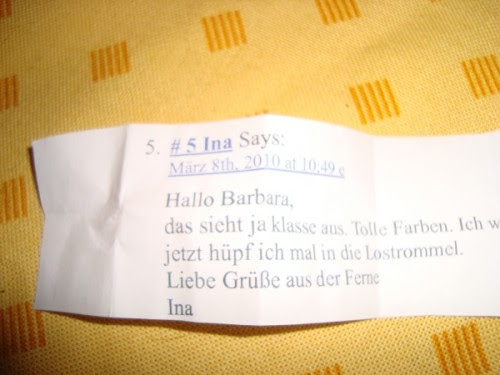 5. # 5 Ina Says:
März 8th, 2010 at 10:49 e
Hallo Barbara,
das sieht ja klasse aus. Tolle Farben. Ich w
jetzt hüpf ich mal in die Lostrommel.
Liebe Grüße aus der Ferne
Ina